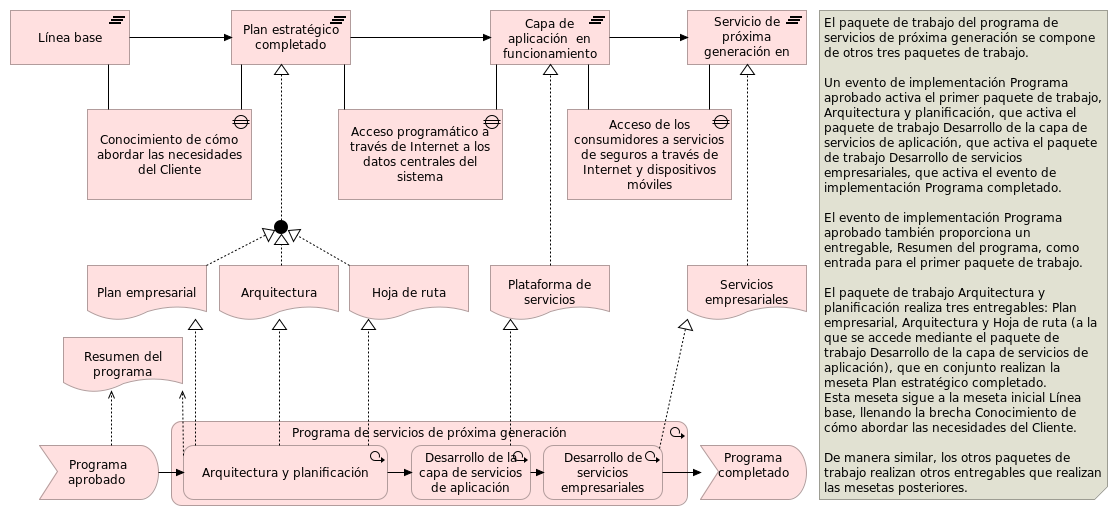 Línea base
Plan estratégico
completado
Capa de
aplicación en
funcionamiento
Servicio de
próxima
generación en
Conocimiento de cómo
abordar las necesidades
del Cliente
Acceso programático a
través de Internet a los
datos centrales del
sistema
Acceso de los
consumidores a servicios
de seguros a través de
Internet y dispositivos
móviles
Plan empresarial
Arquitectura
Hoja de ruta
Plataforma de
servicios
Servicios
empresariales
Resumen del
programa
Programa de servicios de próxima generación
Programa
aprobado
Arquitectura y planificación
Desarrollo de la
capa de servicios
de aplicación
Desarrollo de
servicios
empresariales
Programa
completado
El paquete de trabajo del programa de
servicios de próxima generación se compone
de otros tres paquetes de trabajo.
Un evento de implementación Programa
aprobado activa el primer paquete de trabajo,
Arquitectura y planificación, que activa el
paquete de trabajo Desarrollo de la capa de
servicios de aplicación, que activa el paquete
de trabajo Desarrollo de servicios
empresariales, que activa el evento de
implementación Programa completado.
El evento de implementación Programa
aprobado también proporciona un
entregable, Resumen del programa, como
entrada para el primer paquete de trabajo.
El paquete de trabajo Arquitectura y
planificación realiza tres entregables: Plan
empresarial, Arquitectura y Hoja de ruta (a la
que se accede mediante el paquete de
trabajo Desarrollo de la capa de servicios de
aplicación), que en conjunto realizan la
meseta Plan estratégico completado.
Esta meseta sigue a la meseta inicial Línea
base, llenando la brecha Conocimiento de
cómo abordar las necesidades del Cliente.
De manera similar, los otros paquetes de
trabajo realizan otros entregables que realizan
las mesetas posteriores.